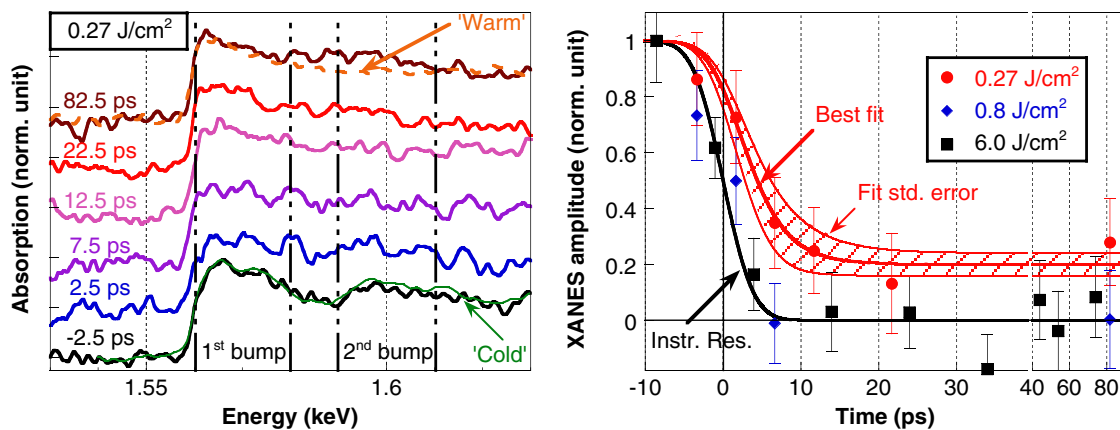 0.27 J/cm²
'Warm'
82.5 ps
22.5 ps
12.5 ps
7.5 ps
2.5 ps
-2.5 ps
1st bump
2nd bump
'Cold'
1.55
1.6
Energy (keV)
Absorption (norm. unit)
1
0.8
0.6
0.4
0.2
0
0.27 J/cm²
0.8 J/cm²
6.0 J/cm²
Best fit
Fit std. error
Instr. Res.
-10 0 10 20 30 40 60 80
Time (ps)
XANES amplitude (norm. unit)